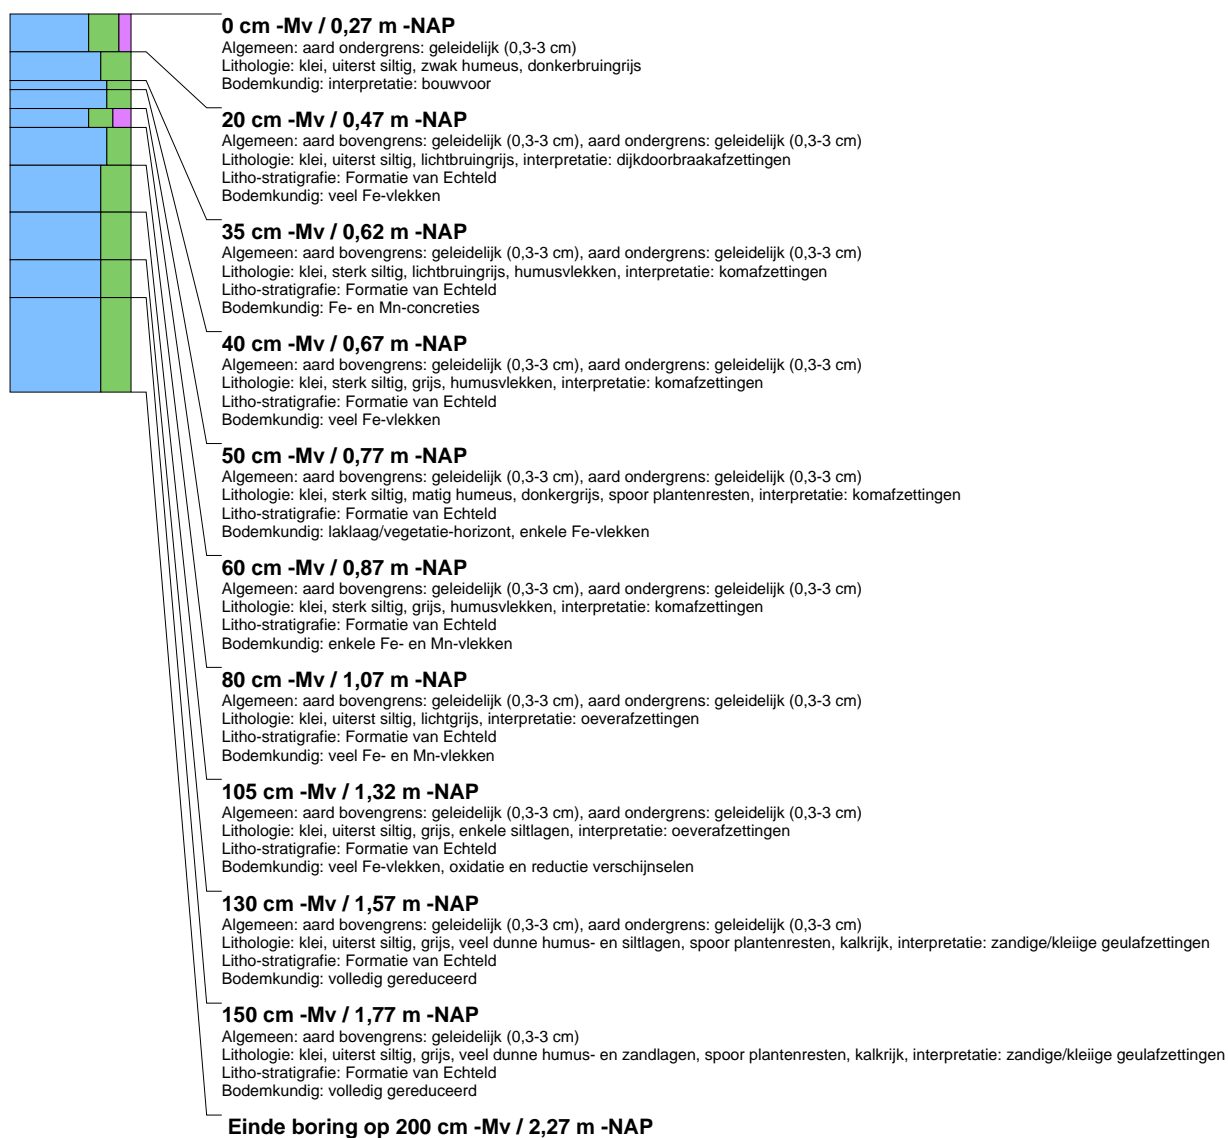 0 cm -Mv / 0,27 m -NAP
Algemeen: aard ondergrens: geleidelijk (0,3-3 cm)
Lithologie: klei, uiterst siltig, zwak humeus, donkerbruingrijs
Bodemkundig: interpretatie: bouwvoor
20 cm -Mv / 0,47 m -NAP
Algemeen: aard bovengrens: geleidelijk (0,3-3 cm), aard ondergrens: geleidelijk (0,3-3 cm)
Lithologie: klei, uiterst siltig, lichtbruingrijs, interpretatie: dijkdoorbraakafzettingen
Litho-stratigrafie: Formatie van Echteld
Bodemkundig: veel Fe-vlekken
35 cm -Mv / 0,62 m -NAP
Algemeen: aard bovengrens: geleidelijk (0,3-3 cm), aard ondergrens: geleidelijk (0,3-3 cm)
Lithologie: klei, sterk siltig, lichtbruingrijs, humusvlekken, interpretatie: komafzettingen
Litho-stratigrafie: Formatie van Echteld
Bodemkundig: Fe- en Mn-concreties
40 cm -Mv / 0,67 m -NAP
Algemeen: aard bovengrens: geleidelijk (0,3-3 cm), aard ondergrens: geleidelijk (0,3-3 cm)
Lithologie: klei, sterk siltig, grijs, humusvlekken, interpretatie: komafzettingen
Litho-stratigrafie: Formatie van Echteld
Bodemkundig: veel Fe-vlekken
50 cm -Mv / 0,77 m -NAP
Algemeen: aard bovengrens: geleidelijk (0,3-3 cm), aard ondergrens: geleidelijk (0,3-3 cm)
Lithologie: klei, sterk siltig, matig humeus, donkergrijs, spoor plantenresten, interpretatie: komafzettingen
Litho-stratigrafie: Formatie van Echteld
Bodemkundig: laklaag/vegetatie-horizont, enkele Fe-vlekken
60 cm -Mv / 0,87 m -NAP
Algemeen: aard bovengrens: geleidelijk (0,3-3 cm), aard ondergrens: geleidelijk (0,3-3 cm)
Lithologie: klei, sterk siltig, grijs, humusvlekken, interpretatie: komafzettingen
Litho-stratigrafie: Formatie van Echteld
Bodemkundig: enkele Fe- en Mn-vlekken
80 cm -Mv / 1,07 m -NAP
Algemeen: aard bovengrens: geleidelijk (0,3-3 cm), aard ondergrens: geleidelijk (0,3-3 cm)
Lithologie: klei, uiterst siltig, lichtgrijs, interpretatie: oeverafzettingen
Litho-stratigrafie: Formatie van Echteld
Bodemkundig: veel Fe- en Mn-vlekken
105 cm -Mv / 1,32 m -NAP
Algemeen: aard bovengrens: geleidelijk (0,3-3 cm), aard ondergrens: geleidelijk (0,3-3 cm)
Lithologie: klei, uiterst siltig, grijs, enkele siltlagen, interpretatie: oeverafzettingen
Litho-stratigrafie: Formatie van Echteld
Bodemkundig: veel Fe-vlekken, oxidatie en reductie verschijnselen
130 cm -Mv / 1,57 m -NAP
Algemeen: aard bovengrens: geleidelijk (0,3-3 cm), aard ondergrens: geleidelijk (0,3-3 cm)
Lithologie: klei, uiterst siltig, grijs, veel dunne humus- en siltlagen, spoor plantenresten, kalkrijk, interpretatie: zandige/kleiige geulafzettingen
Litho-stratigrafie: Formatie van Echteld
Bodemkundig: volledig gereduceerd
150 cm -Mv / 1,77 m -NAP
Algemeen: aard bovengrens: geleidelijk (0,3-3 cm)
Lithologie: klei, uiterst siltig, grijs, veel dunne humus- en zandlagen, spoor plantenresten, kalkrijk, interpretatie: zandige/kleiige geulafzettingen
Litho-stratigrafie: Formatie van Echteld
Bodemkundig: volledig gereduceerd
Einde boring op 200 cm -Mv / 2,27 m -NAP